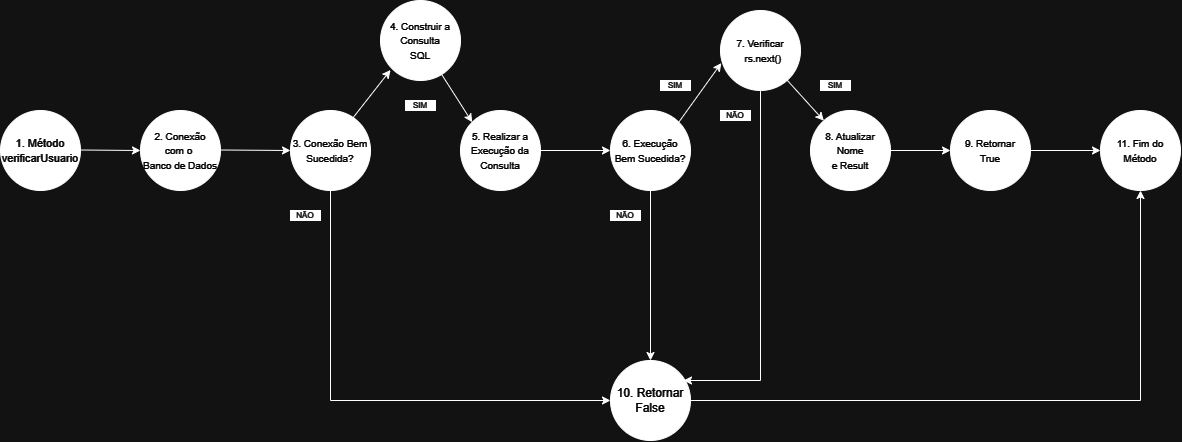 1. Método
verificarUsuario
2. Conexão
com o
Banco de Dados
3. Conexão Bem
Sucedida?
NÃO
4. Construir a
Consulta
SQL
SIM
5. Realizar a
Execução da
Consulta
6. Execução
Bem Sucedida?
SIM
NÃO
7. Verificar
rs.next()
SIM
NÃO
8. Atualizar
Nome
e Result
9. Retornar
True
10. Retornar
False
11. Fim do
Método